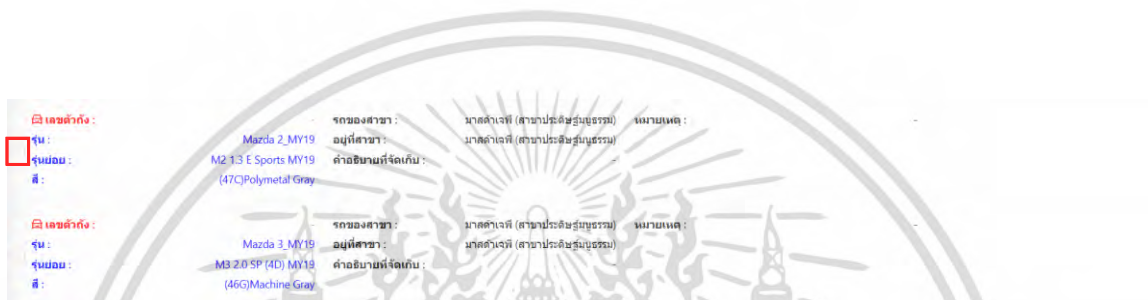 เลขตัวถัง : - รถของสาขา : มาสด้าเจพี (สาขาประดิษฐ์มนูธรรม) หมายเหตุ : -
รุ่น : Mazda 2_MY19 อยู่ที่สาขา : มาสด้าเจพี (สาขาประดิษฐ์มนูธรรม)
รุ่นย่อย : M2 1.3 E Sports MY19 คำอธิบายที่จัดเก็บ : -
สี : (47C)Polymetal Gray
เลขตัวถัง : - รถของสาขา : มาสด้าเจพี (สาขาประดิษฐ์มนูธรรม) หมายเหตุ : -
รุ่น : Mazda 3_MY19 อยู่ที่สาขา : มาสด้าเจพี (สาขาประดิษฐ์มนูธรรม)
รุ่นย่อย : M3 2.0 SP (4D) MY19 คำอธิบายที่จัดเก็บ : -
สี : (46G)Machine Gray